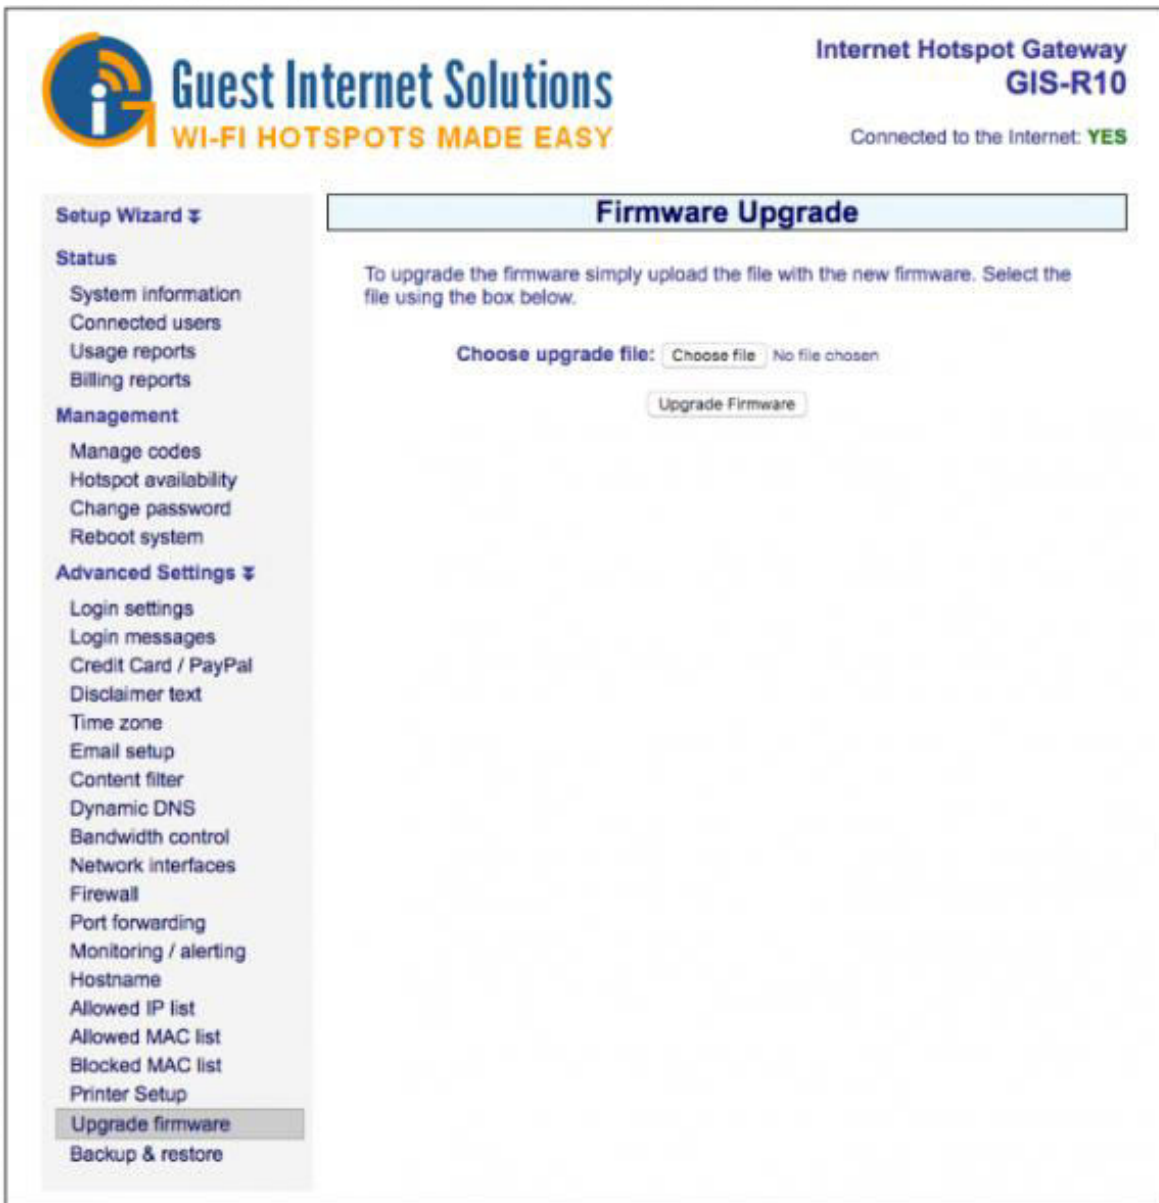 Guest Internet Solutions
WI-FI HOTSPOTS MADE EASY
Internet Hotspot Gateway
GIS-R10
Connected to the Internet: YES
Setup Wizard
Status
System information
Connected users
Usage reports
Billing reports
Management
Manage codes
Hotspot availability
Change password
Reboot system
Advanced Settings
Login settings
Login messages
Credit Card / PayPal
Disclaimer text
Time zone
Email setup
Content filter
Dynamic DNS
Bandwidth control
Network interfaces
Firewall
Port forwarding
Monitoring / alerting
Hostname
Allowed IP list
Allowed MAC list
Blocked MAC list
Printer Setup
Upgrade firmware
Backup & restore
Firmware Upgrade
To upgrade the firmware simply upload the file with the new firmware. Select the
file using the box below.
Choose upgrade file: Choose file No file chosen
Upgrade Firmware